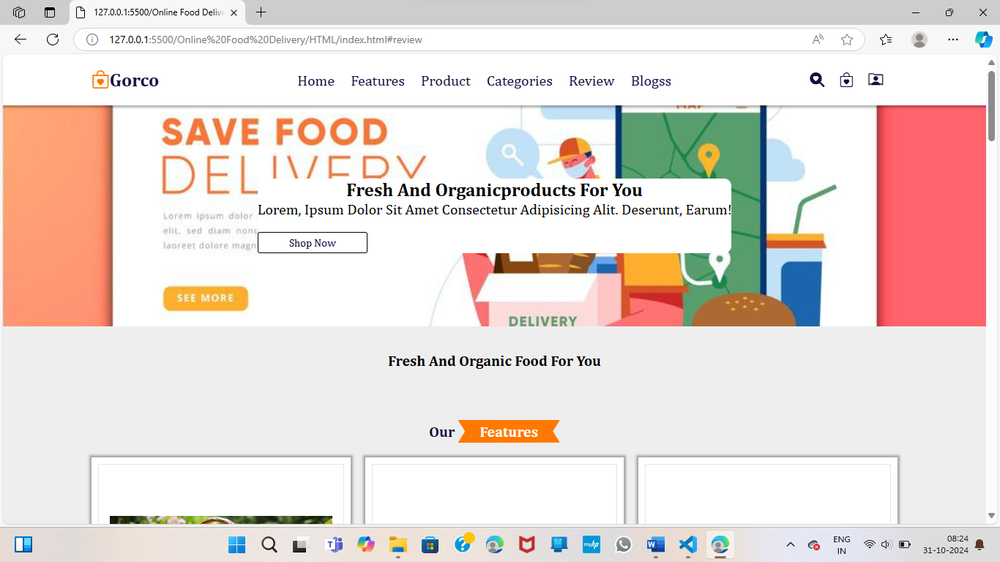 127.0.0.1:5500/Online Food Delive
127.0.0.1:5500/Online%20Food%20Delivery/HTML/index.html#review
Gorco
Home Features Product Categories Review Blogss
MAP
SAVE FOOD
DELIVERY
Fresh And Organicproducts For You
Lorem, Ipsum Dolor Sit Amet Consectetur Adipisicing Alit. Deserunt, Earum!
Lorem ipsum dolor
elit, sed diam nonu
laoreet dolore magn
Shop Now
SEE MORE
DELIVERY
Fresh And Organic Food For You
Our Features
myhp
ENG
IN
08:24
31-10-2024